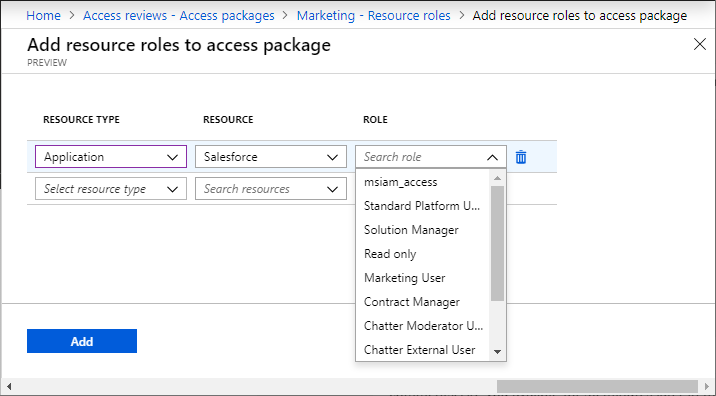 Home > Access reviews - Access packages > Marketing - Resource roles > Add resource roles to access package
Add resource roles to access package
PREVIEW
RESOURCE TYPE RESOURCE ROLE
Application Salesforce Search role
Select resource type Search resources
msiam_access
Standard Platform U...
Solution Manager
Read only
Marketing User
Contract Manager
Chatter Moderator U...
Chatter External User
Add